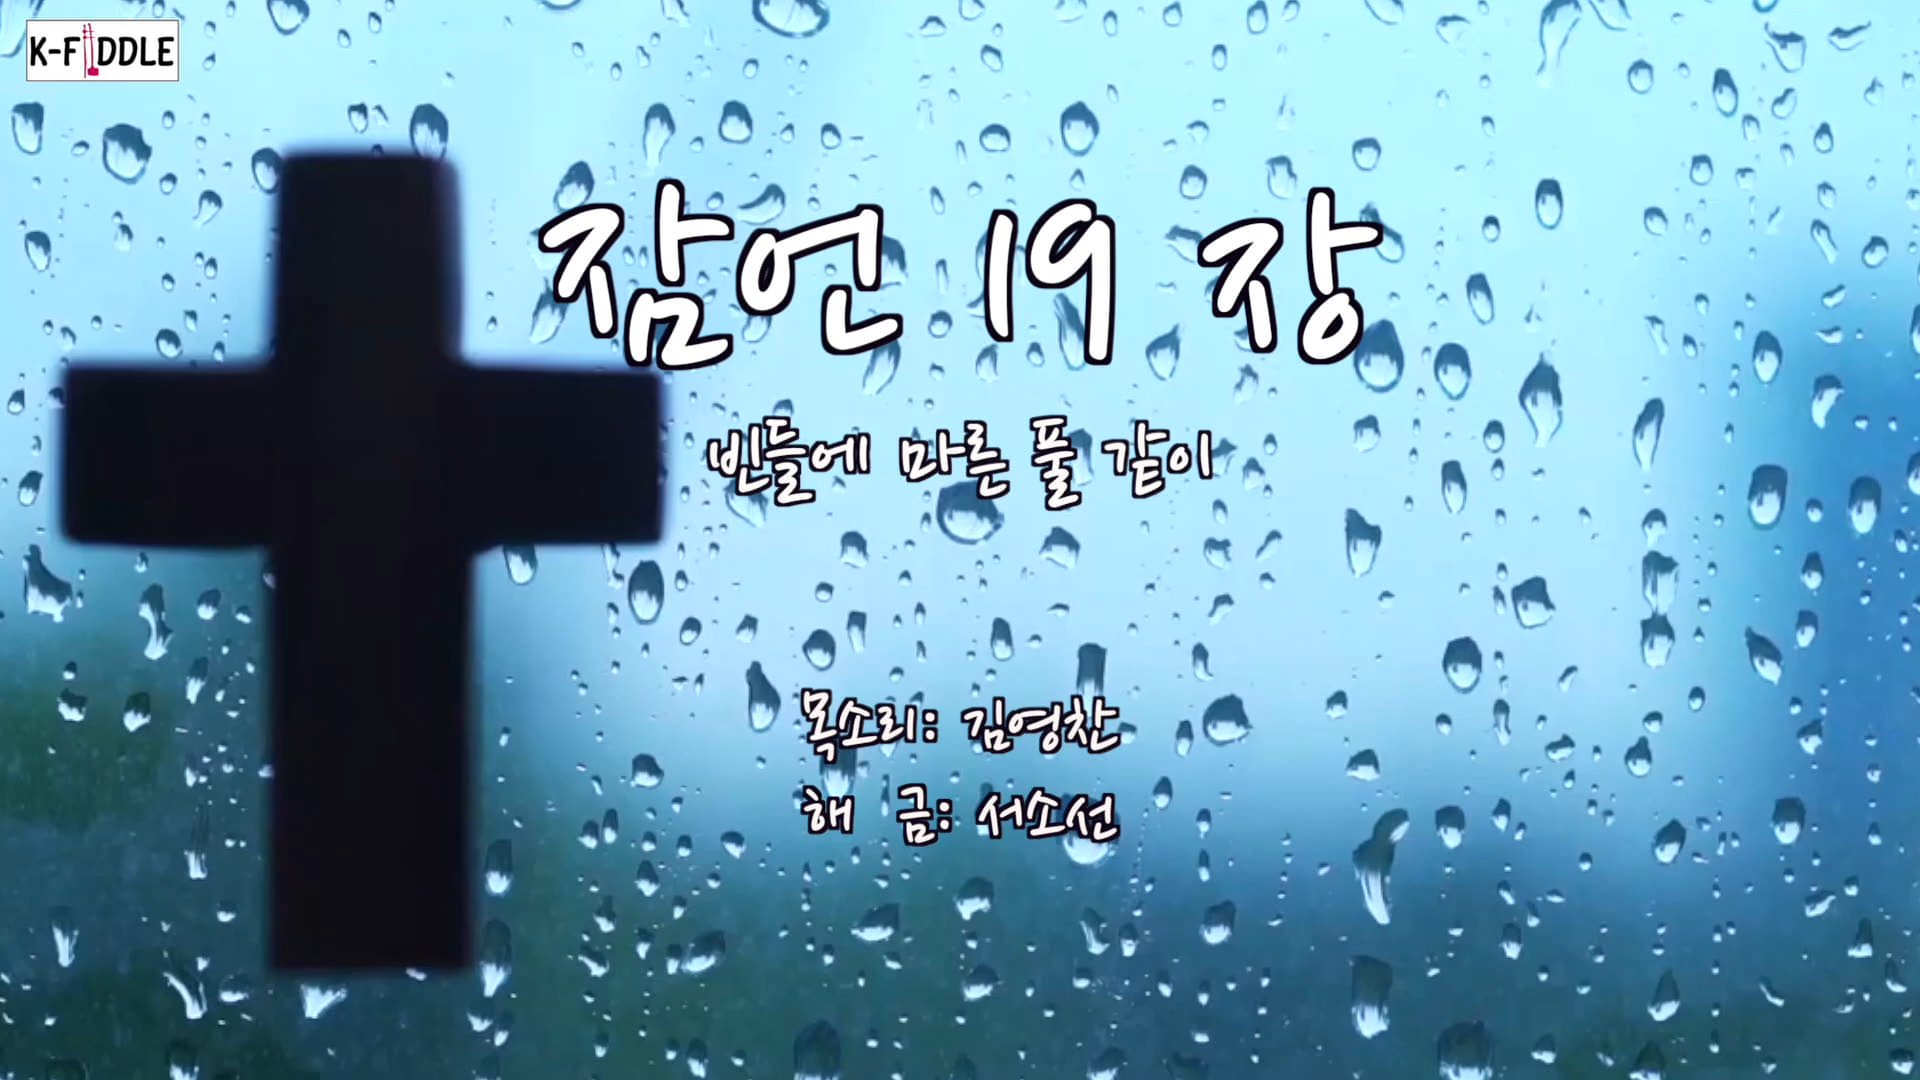 K-FIDDLE
잠언 19 장
빈들에 마른 풀 같이
목소리: 김영찬
해 금: 서소선